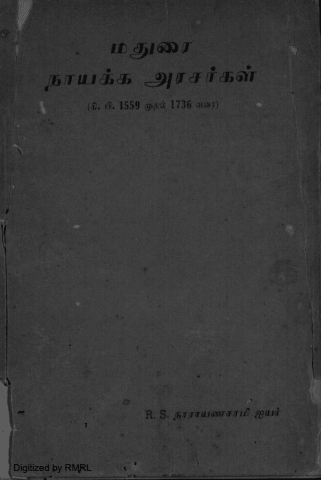 மதுரை
நாயக்க அரசர்கள்
(கி. பி. 1559 முதல் 1736 வரை)
R. S. நாராயணசாமி ஐயர்
Digitized by RMRL